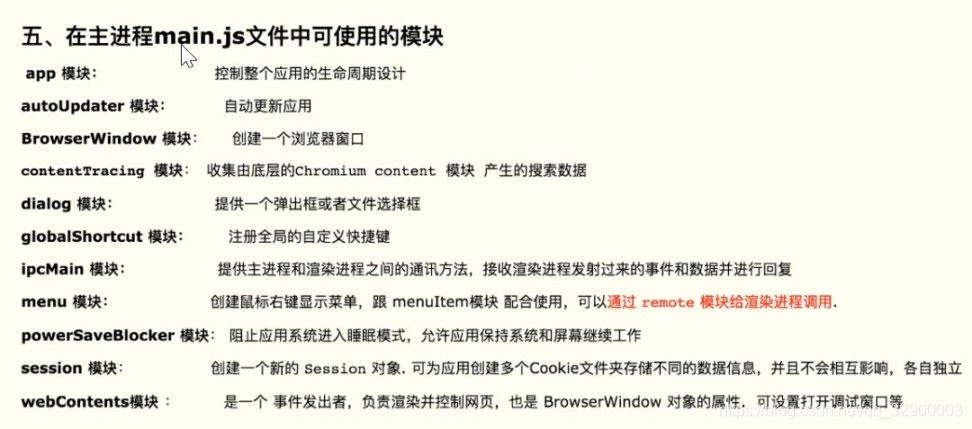 五、在主进程main.js文件中可使用的模块
app 模块： 控制整个应用的生命周期设计
autoUpdater 模块： 自动更新应用
BrowserWindow 模块： 创建一个浏览器窗口
contentTracing 模块： 收集由底层的Chromium content 模块 产生的搜索数据
dialog 模块： 提供一个弹出框或者文件选择框
globalShortcut 模块： 注册全局的自定义快捷键
ipcMain 模块： 提供主进程和渲染进程之间的通讯方法，接收渲染进程发射过来的事件和数据并进行回复
menu 模块： 创建鼠标右键显示菜单，跟 menuItem模块 配合使用，可以通过 remote 模块给渲染进程调用.
powerSaveBlocker 模块： 阻止应用系统进入睡眠模式，允许应用保持系统和屏幕继续工作
session 模块： 创建一个新的 Session 对象. 可为应用创建多个Cookie文件夹存储不同的数据信息，并且不会相互影响，各自独立
webContents模块 ： 是一个 事件发出者，负责渲染并控制网页，也是 BrowserWindow 对象的属性. 可设置打开调试窗口等
https://blog.csdn.net/qq_32900003